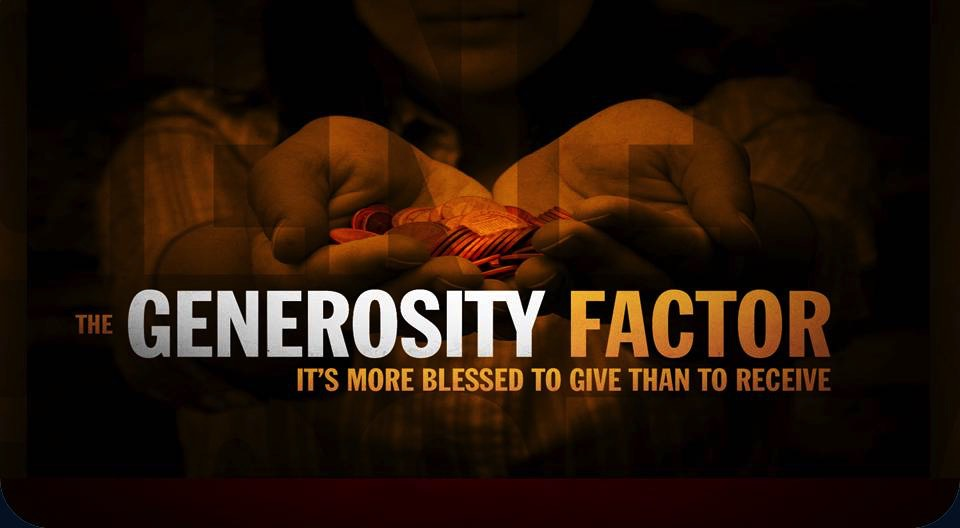 THE GENEROSITY FACTOR
IT'S MORE BLESSED TO GIVE THAN TO RECEIVE